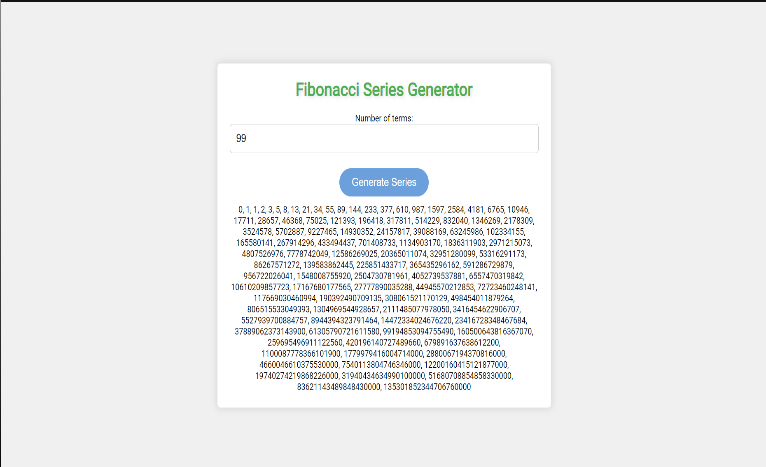 Fibonacci Series Generator
Number of terms:
99
Generate Series
0, 1, 1, 2, 3, 5, 8, 13, 21, 34, 55, 89, 144, 233, 377, 610, 987, 1597, 2584, 4181, 6765, 10946,
17711, 28657, 46368, 75025, 121393, 196418, 317811, 514229, 832040, 1346269, 2178309,
3524578, 5702887, 9227465, 14930352, 24157817, 39088169, 63245986, 102334155,
165580141, 267914296, 433494437, 701408733, 1134903170, 1836311903, 2971215073,
4807526976, 7778742049, 12586269025, 20365011074, 32951280099, 53316291173,
86267571272, 139583862445, 225851433717, 365435296162, 591286729879,
956722026041, 1548008755920, 2504730781961, 4052739537881, 6557470319842,
10610209857723, 17167680177565, 27777890035288, 44945570212853, 72723460248141,
117669030460994, 190392490709135, 308061521170129, 498454011879264,
806515533049393, 1304969544928657, 2111485077978050, 3416454622906707,
5527939700884757, 8944394323791464, 14472334024676220, 23416728348467684,
37889062373143900, 61305790721611580, 99194853094755490, 160500643816367070,
259695496911122560, 420196140727489660, 679891637638612200,
1100087778366101900, 1779979416004714000, 2880067194370816000,
4660046610375530000, 7540113804746346000, 12200160415121877000,
19740274219868226000, 31940434634990100000, 51680708854858330000,
83621143489848430000, 135301852344706760000